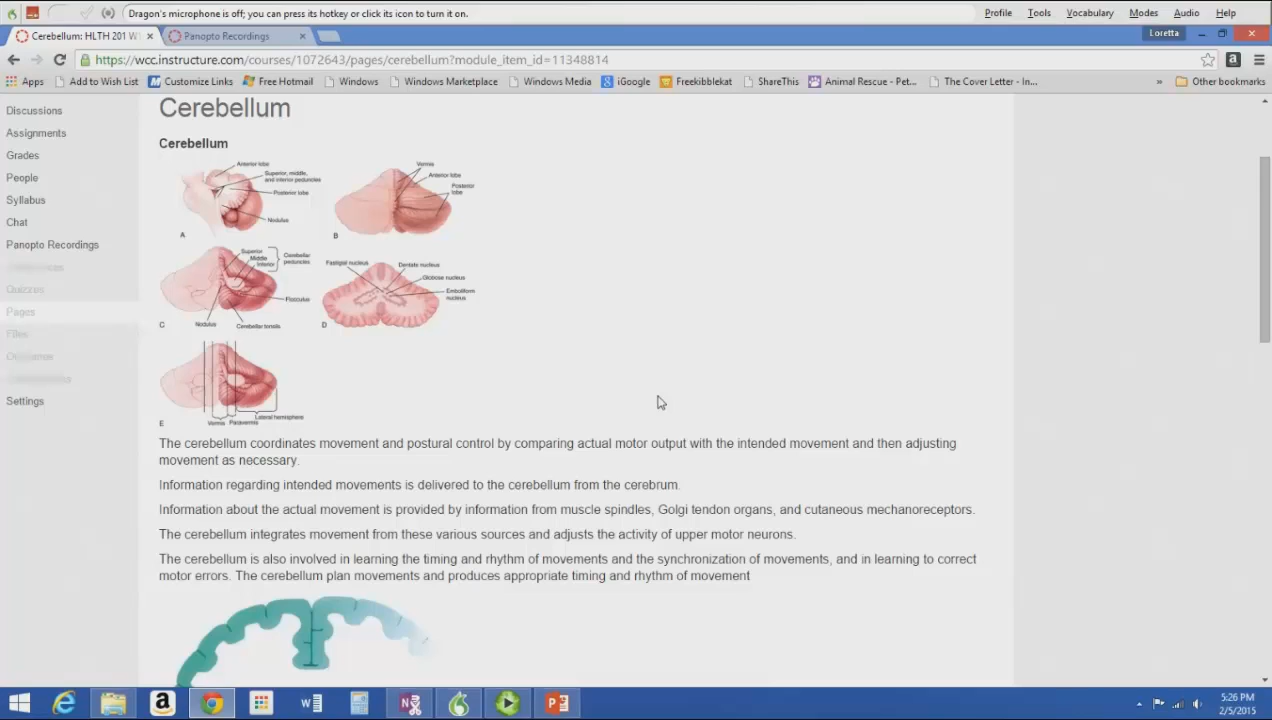 Dragon's microphone is off; you can press its hotkey or click its icon to turn it on.
Profile Tools Vocabulary Modes Audio Help
Cerebellum: HLTH 201 W
Panopto Recordings
Loretta
https://wcc.instructure.com/courses/1072643/pages/cerebellum?module_item_id=11348814
Apps Add to Wish List Customize Links Free Hotmail Windows Windows Marketplace Windows Media iGoogle Freekibblekat ShareThis Animal Rescue - Pet... The Cover Letter - In... » Other bookmarks
Discussions
Assignments
Grades
People
Syllabus
Chat
Panopto Recordings
Quizzes
Pages
Files
Settings
Cerebellum
Cerebellum
Anterior lobe
Superior, middle,
and inferior peduncles
Posterior lobe
Nodulus
A
Vermis
Anterior lobe
Posterior
lobe
B
Superior
Middle
Inferior
Cerebellar
peduncles
Flocculus
Nodulus
Cerebellar tonsils
C
Fastigial nucleus
Dentate nucleus
Globose nucleus
Emboliform
nucleus
D
Lateral hemisphere
Vermis Paravermis
E
The cerebellum coordinates movement and postural control by comparing actual motor output with the intended movement and then adjusting
movement as necessary.
Information regarding intended movements is delivered to the cerebellum from the cerebrum.
Information about the actual movement is provided by information from muscle spindles, Golgi tendon organs, and cutaneous mechanoreceptors.
The cerebellum integrates movement from these various sources and adjusts the activity of upper motor neurons.
The cerebellum is also involved in learning the timing and rhythm of movements and the synchronization of movements, and in learning to correct
motor errors. The cerebellum plan movements and produces appropriate timing and rhythm of movement
5:26 PM
2/5/2015